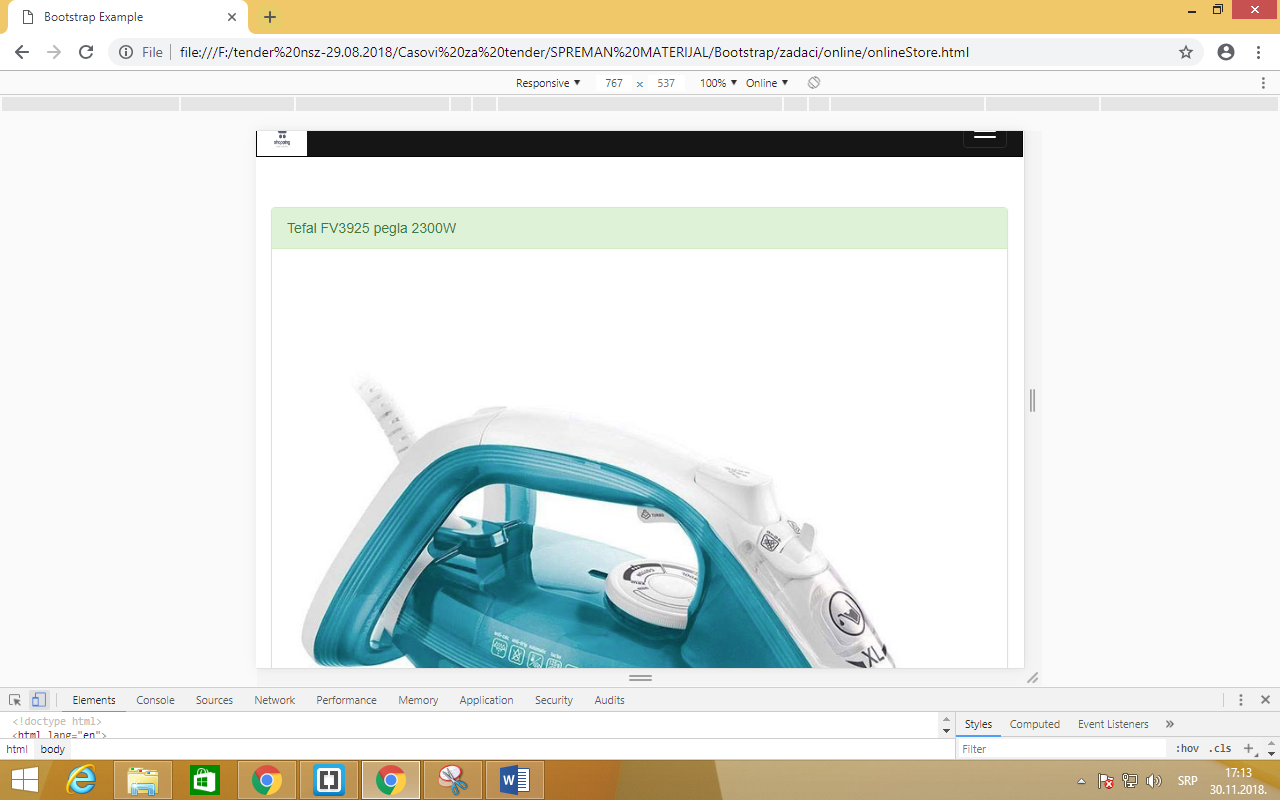 Bootstrap Example
File file:///F:/tender%20nsz-29.08.2018/Casovi%20za%20tender/SPREMAN%20MATERIJAL/Bootstrap/zadaci/online/onlineStore.html
Responsive 767 × 537 100% Online
shopping
Tefal FV3925 pegla 2300W
XL
Elements Console Sources Network Performance Memory Application Security Audits
<!doctype html>
<html lang="en">
html body
Styles Computed Event Listeners »
Filter :hov .cls +
SRP
17:13
30.11.2018.